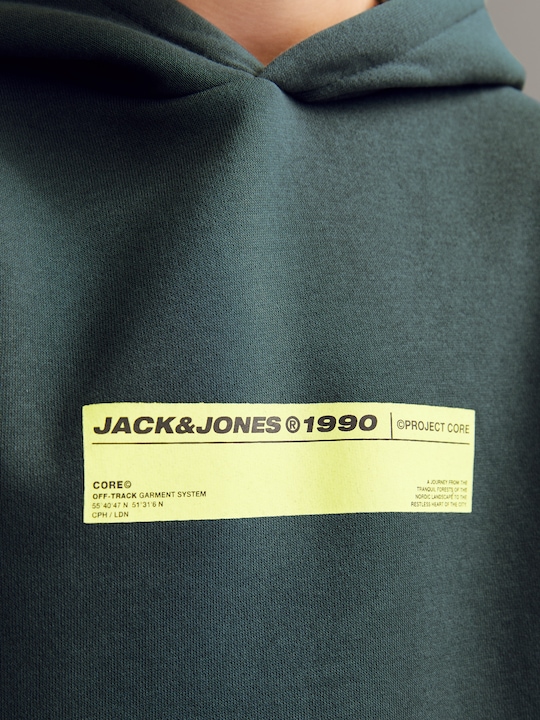 JACK&JONES®1990
©PROJECT CORE
CORE©
OFF-TRACK GARMENT SYSTEM
55°40'47 N 51°31'6 N
CPH / LDN
A JOURNEY FROM THE
TRANQUIL FORESTS OF THE
NORDIC LANDSCAPE TO THE
RESTLESS HEART OF THE CITY